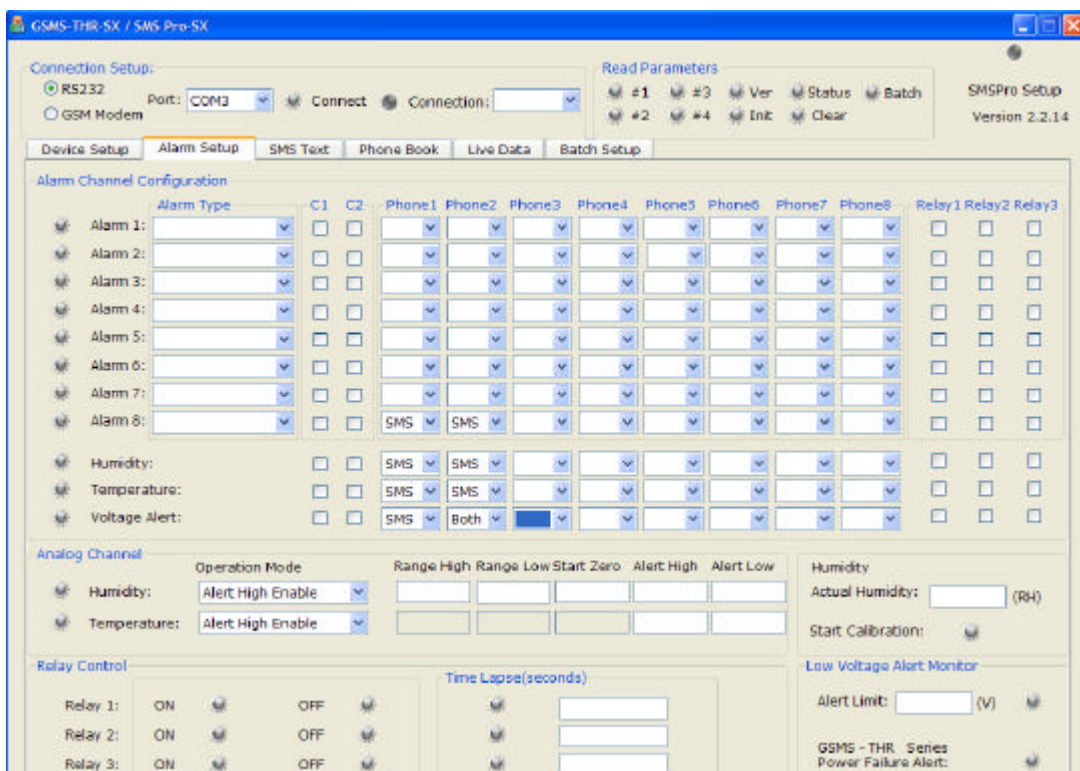 GSMS-THR-SX / SMS Pro-SX
Connection Setup:
RS232
GSM Modem
Port: COM3
Connect
Connection:
Read Parameters
#1 #3 Ver Status Batch
#2 #4 Init Clear
SMSPro Setup
Version 2.2.14
Device Setup Alarm Setup SMS Text Phone Book Live Data Batch Setup
Alarm Channel Configuration
Alarm Type C1 C2 Phone1 Phone2 Phone3 Phone4 Phone5 Phone6 Phone7 Phone8 Relay1 Relay2 Relay3
Alarm 1:
Alarm 2:
Alarm 3:
Alarm 4:
Alarm 5:
Alarm 6:
Alarm 7:
Alarm 8: SMS SMS
Humidity: SMS SMS
Temperature: SMS SMS
Voltage Alert: SMS Both
Analog Channel
Operation Mode Range High Range Low Start Zero Alert High Alert Low
Humidity: Alert High Enable
Temperature: Alert High Enable
Humidity
Actual Humidity: (RH)
Start Calibration:
Relay Control
Time Lapse(seconds)
Relay 1: ON OFF
Relay 2: ON OFF
Relay 3: ON OFF
Low Voltage Alert Monitor
Alert Limit: (V)
GSMS - THR Series
Power Failure Alert: